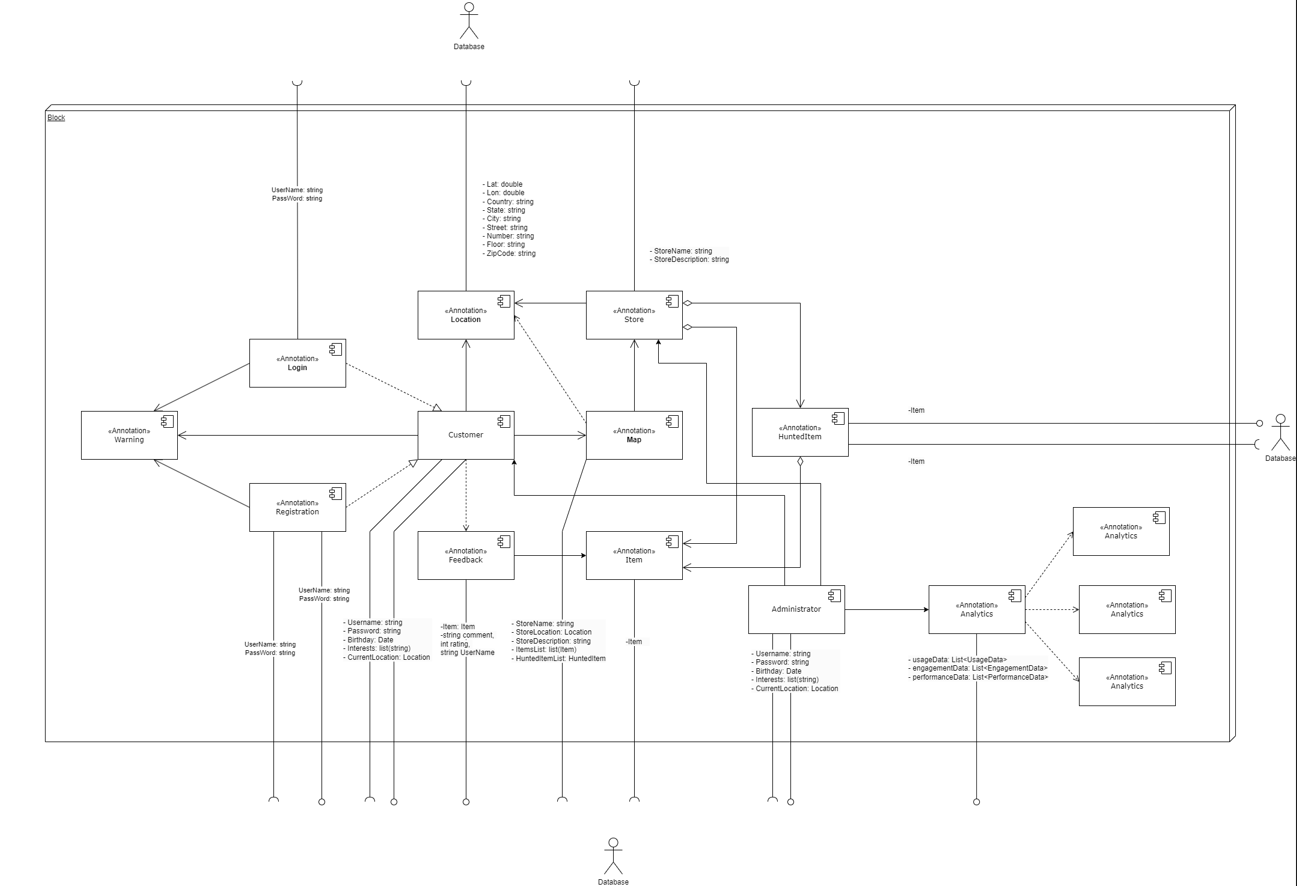 Database
Block
UserName: string
PassWord: string
- Lat: double
- Lon: double
- Country: string
- State: string
- City: string
- Street: string
- Number: string
- Floor: string
- ZipCode: string
- StoreName: string
- StoreDescription: string
«Annotation»
Location
«Annotation»
Store
«Annotation»
Login
«Annotation»
Warning
Customer
«Annotation»
Map
«Annotation»
HuntedItem
-Item
-Item
Database
«Annotation»
Registration
«Annotation»
Feedback
«Annotation»
Item
«Annotation»
Analytics
Administrator
«Annotation»
Analytics
«Annotation»
Analytics
«Annotation»
Analytics
UserName: string
PassWord: string
UserName: string
PassWord: string
- Username: string
- Password: string
- Birthday: Date
- Interests: list(string)
- CurrentLocation: Location
-Item: Item
-string comment,
int rating,
string UserName
- StoreName: string
- StoreLocation: Location
- StoreDescription: string
- ItemsList: list(Item)
- HuntedItemList: HuntedItem
-Item
- Username: string
- Password: string
- Birthday: Date
- Interests: list(string)
- CurrentLocation: Location
- usageData: List<UsageData>
- engagementData: List<EngagementData>
- performanceData: List<PerformanceData>
Database